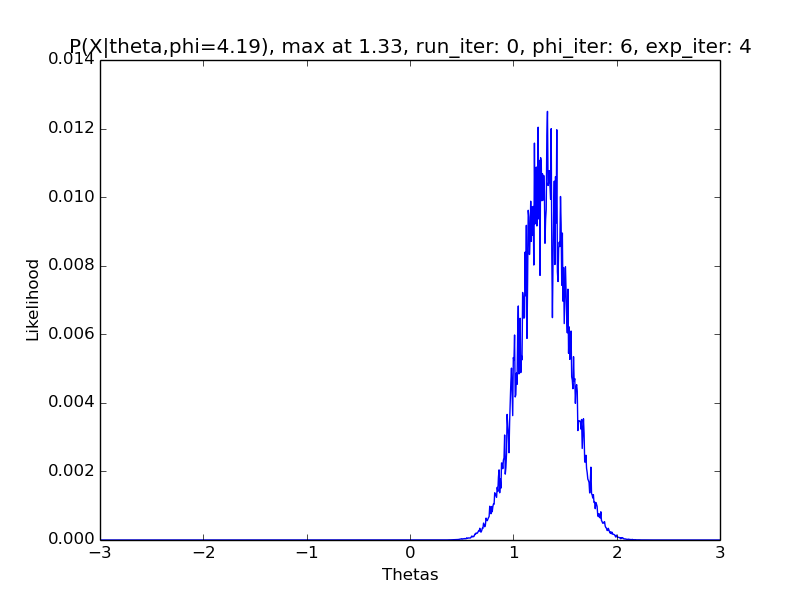 P(X|theta,phi=4.19), max at 1.33, run_iter: 0, phi_iter: 6, exp_iter: 4
0.014
0.012
0.010
0.008
0.006
0.004
0.002
0.000
Likelihood
−3 −2 −1 0 1 2 3
Thetas